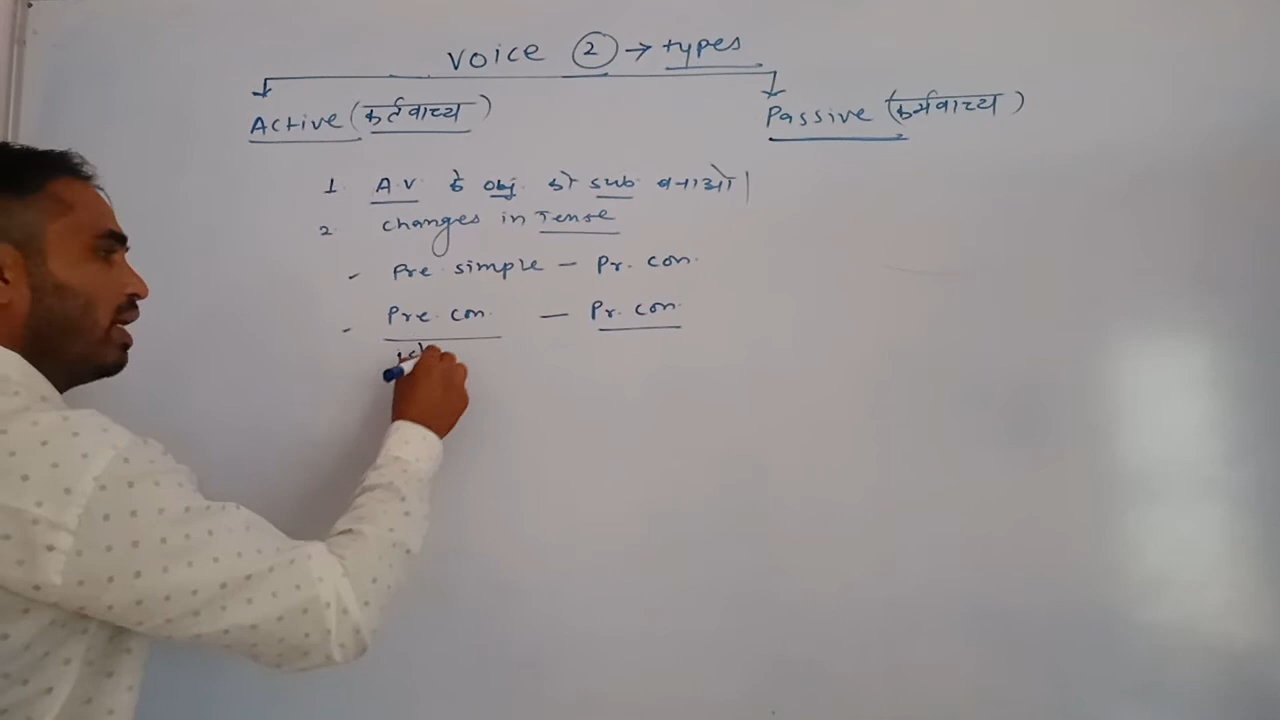 voice ② → types
Active (कर्तवाच्य)
Passive (कर्मवाच्य)
1. A.V के obj. को sub बनाओ|
2. changes in Tense
- Pre simple – Pr. con.
- Pre. con. – Pr. con.